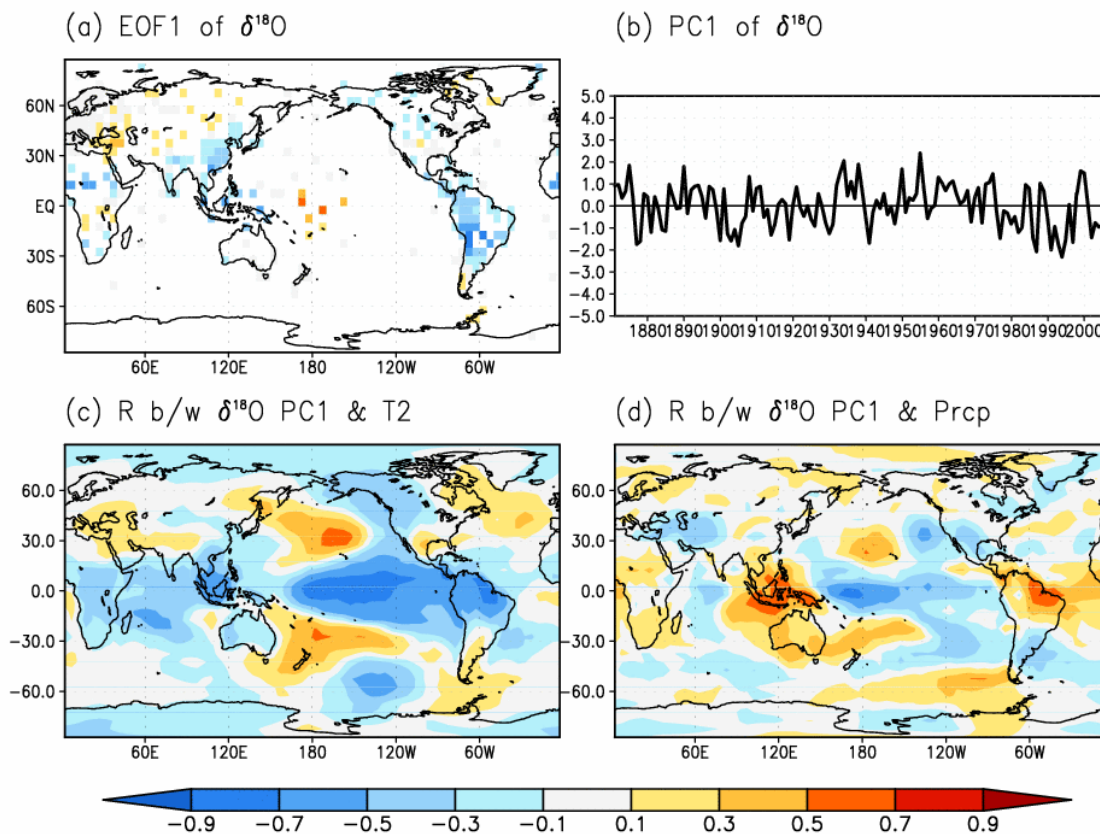 (a) EOF1 of δ¹⁸O
60N
30N
EQ
30S
60S
60E 120E 180 120W 60W
(b) PC1 of δ¹⁸O
5.0
4.0
3.0
2.0
1.0
0.0
-1.0
-2.0
-3.0
-4.0
-5.0
1880 1890 1900 1910 1920 1930 1940 1950 1960 1970 1980 1990 2000
(c) R b/w δ¹⁸O PC1 & T2
60.0
30.0
0.0
-30.0
-60.0
60E 120E 180 120W 60W
(d) R b/w δ¹⁸O PC1 & Prcp
60.0
30.0
0.0
-30.0
-60.0
60E 120E 180 120W 60W
-0.9 -0.7 -0.5 -0.3 -0.1 0.1 0.3 0.5 0.7 0.9